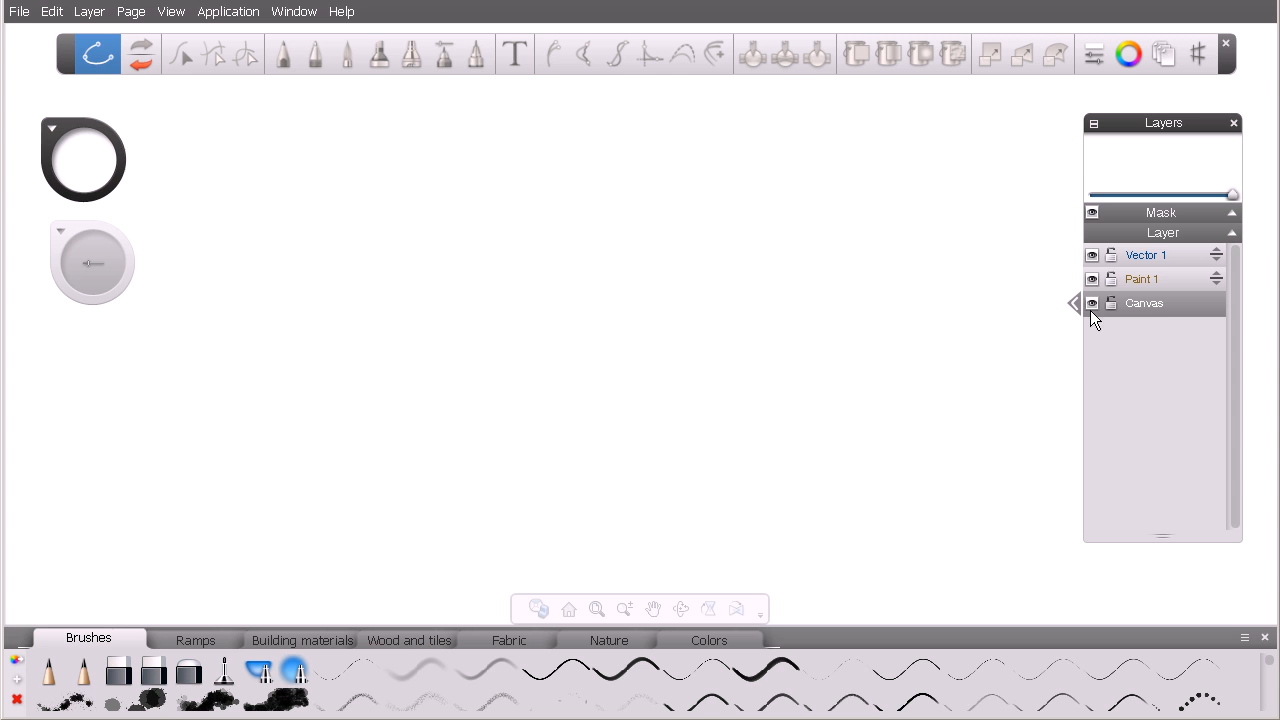 File Edit Layer Page View Application Window Help
T
Layers
Mask
Layer
Vector 1
Paint 1
Canvas
Brushes Ramps Building materials Wood and tiles Fabric Nature Colors